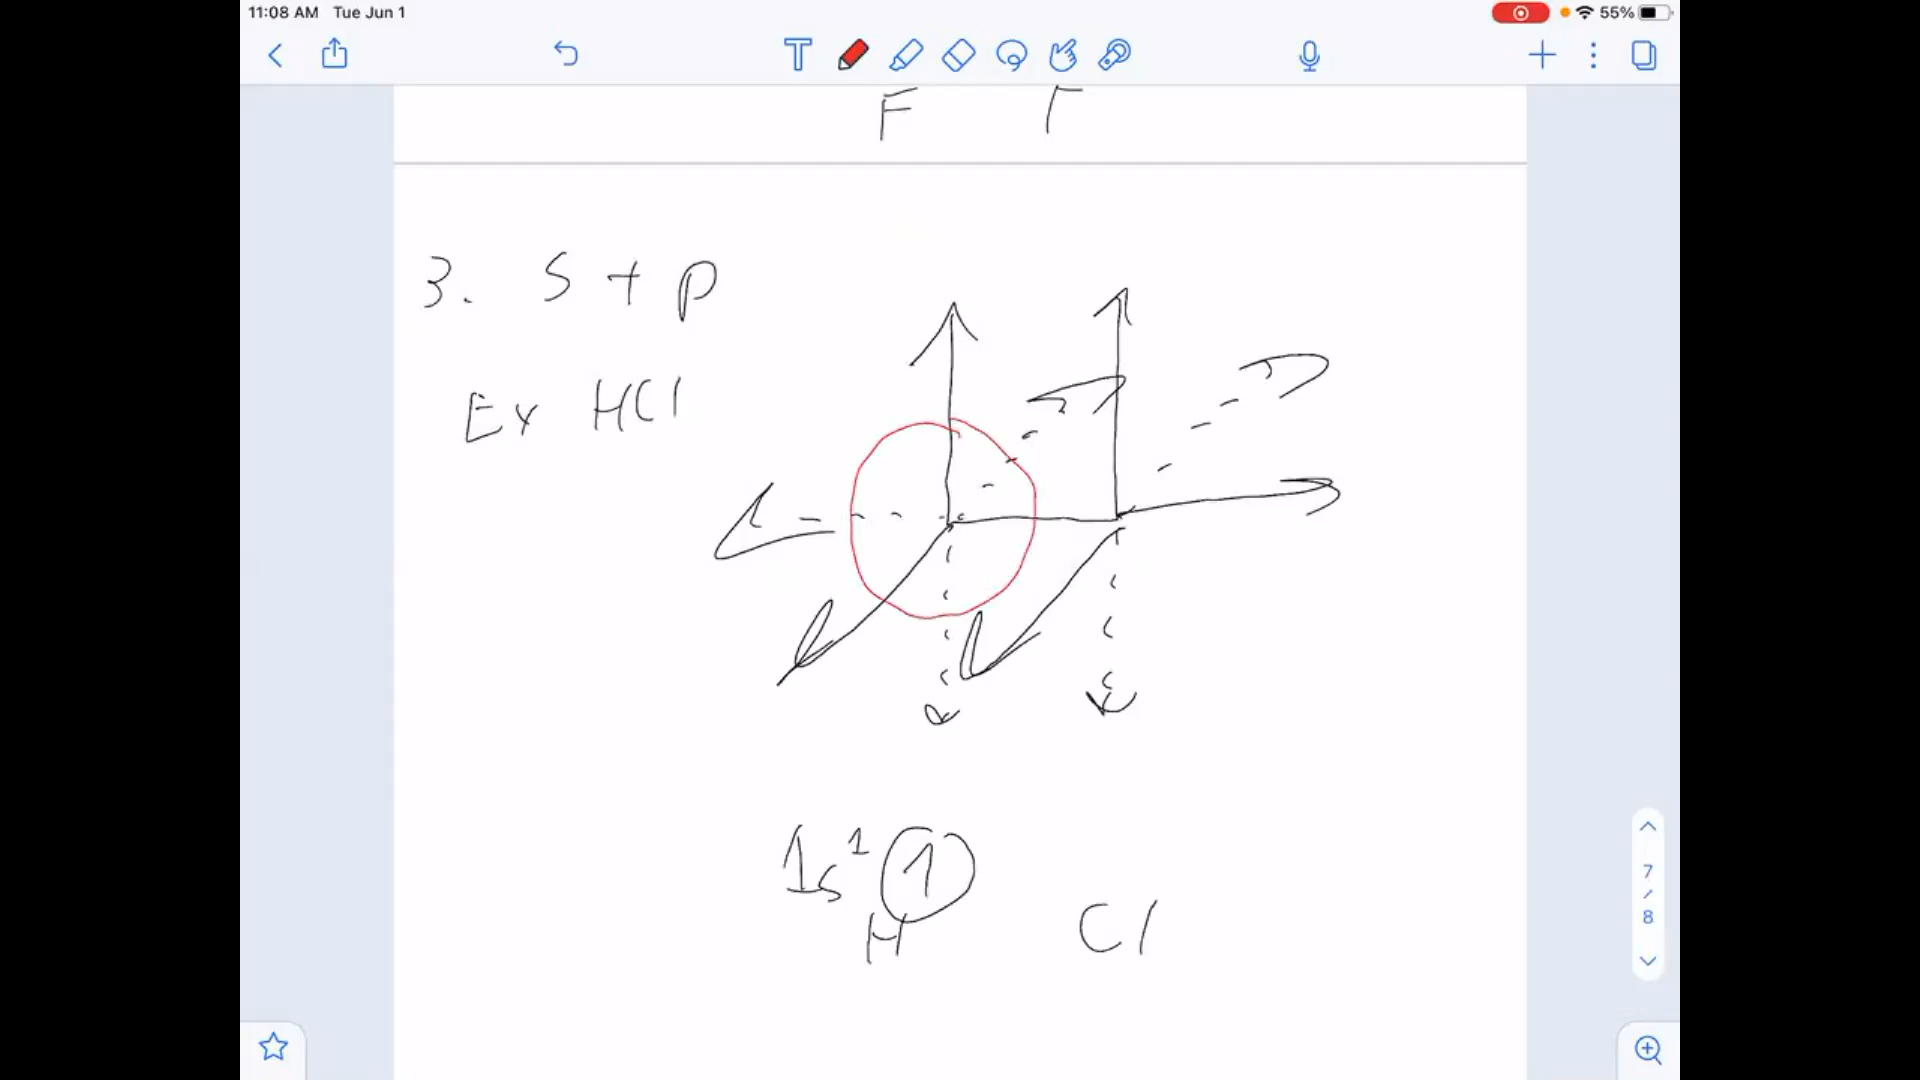 11:08 AM Tue Jun 1
55%
T
F F
3. S + p
Ex HCl
1s¹ 1
H Cl
7
/
8